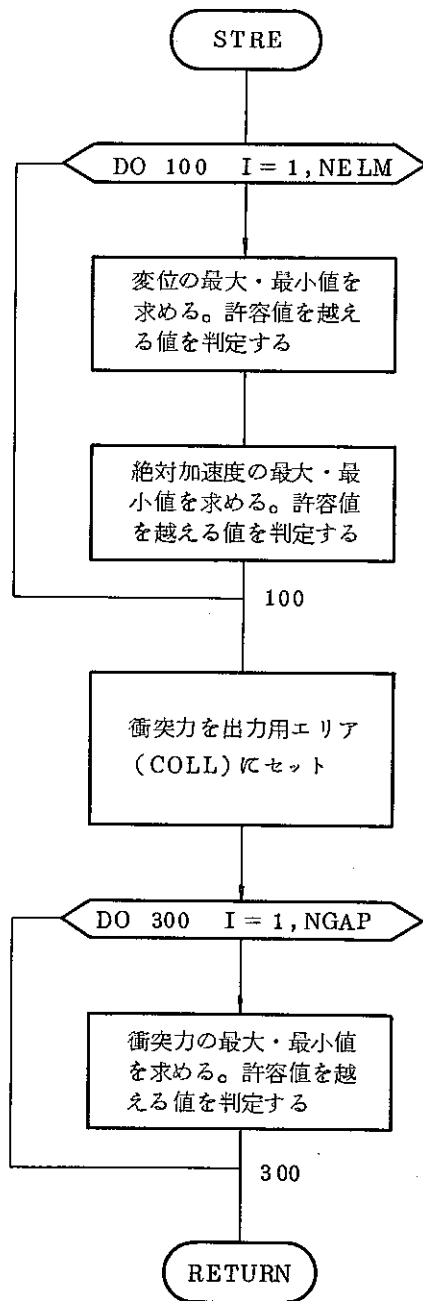 STRE
DO 100 I = 1, NELM
変位の最大・最小値を
求める。許容値を越え
る値を判定する
絶対加速度の最大・最
小値を求める。許容値
を越える値を判定する
100
衝突力を出力用エリア
(COLL)にセット
DO 300 I = 1, NGAP
衝突力の最大・最小値
を求める。許容値を越
える値を判定する
300
RETURN